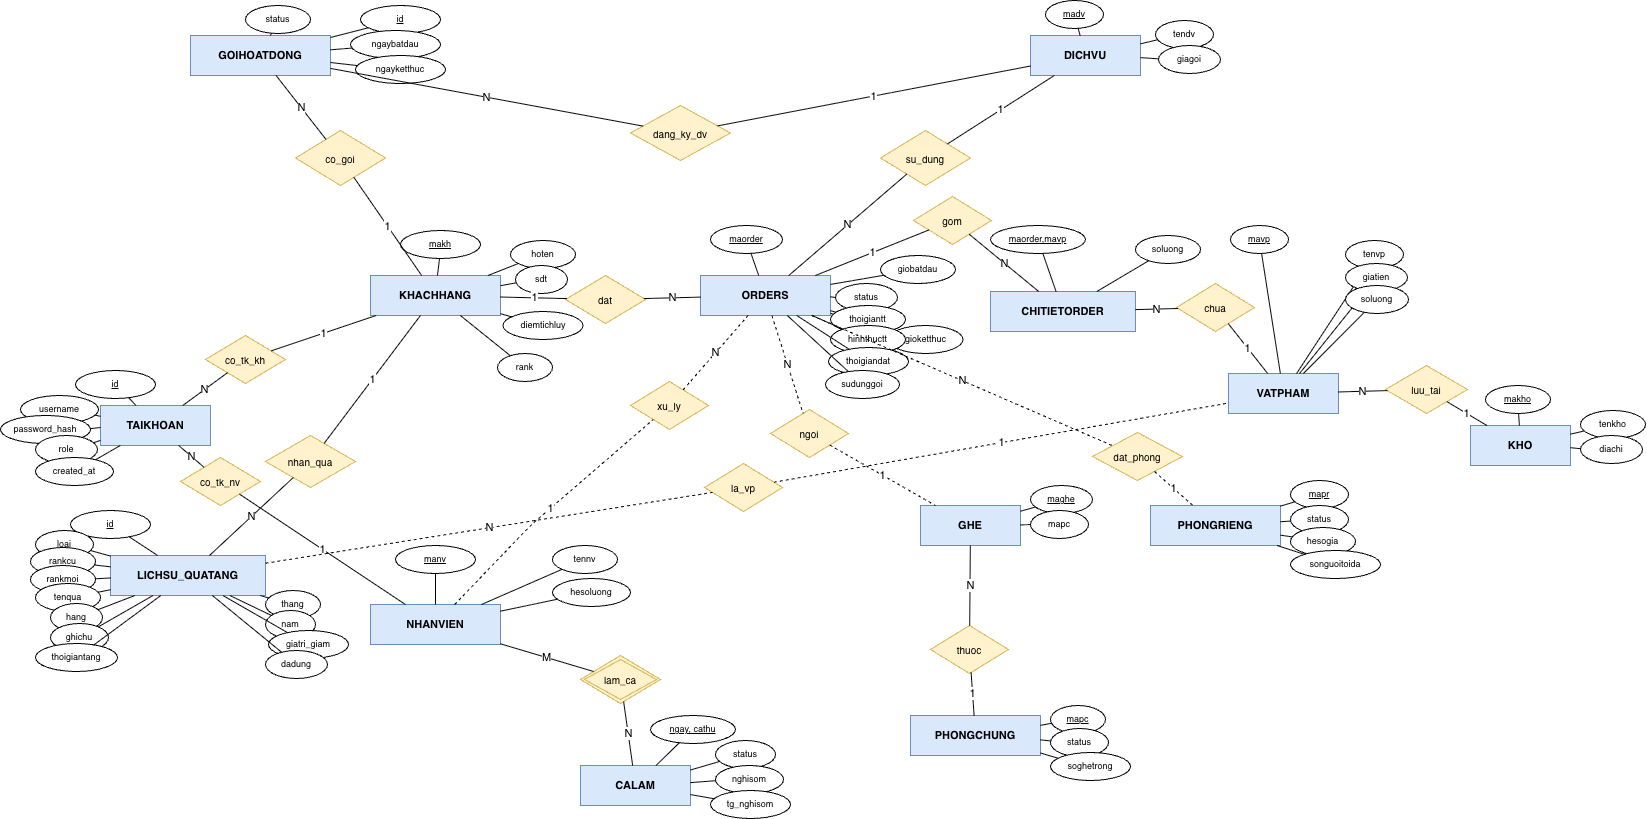 status
id
ngaybatdau
ngayketthuc
GOIHOATDONG
madv
tendv
giagoi
DICHVU
N
N
1
1
dang_ky_dv
co_goi
su_dung
1
N
makh
hoten
sdt
KHACHHANG
1
dat
N
diemtichluy
rank
maorder
ORDERS
giobatdau
status
thoigiantt
hinhthuctt
gioketthuc
thoigiandat
sudunggoi
1
gom
N
maorder,mavp
soluong
CHITIETORDER
N
chua
1
mavp
tenvp
giatien
soluong
VATPHAM
N
luu_tai
1
makho
tenkho
diachi
KHO
1
co_tk_kh
N
id
username
password_hash
role
created_at
TAIKHOAN
N
co_tk_nv
1
1
nhan_qua
N
N
xu_ly
1
N
ngoi
1
N
dat_phong
1
1
la_vp
N
id
loai
rankcu
rankmoi
tenqua
hang
ghichu
thoigiantang
LICHSU_QUATANG
thang
nam
giatri_giam
dadung
manv
tennv
hesoluong
NHANVIEN
M
lam_ca
N
ngay, cathu
status
nghisom
tg_nghisom
CALAM
GHE
maghe
mapc
N
thuoc
1
PHONGCHUNG
mapc
status
soghetrong
PHONGRIENG
mapr
status
hesogia
songuoitoida